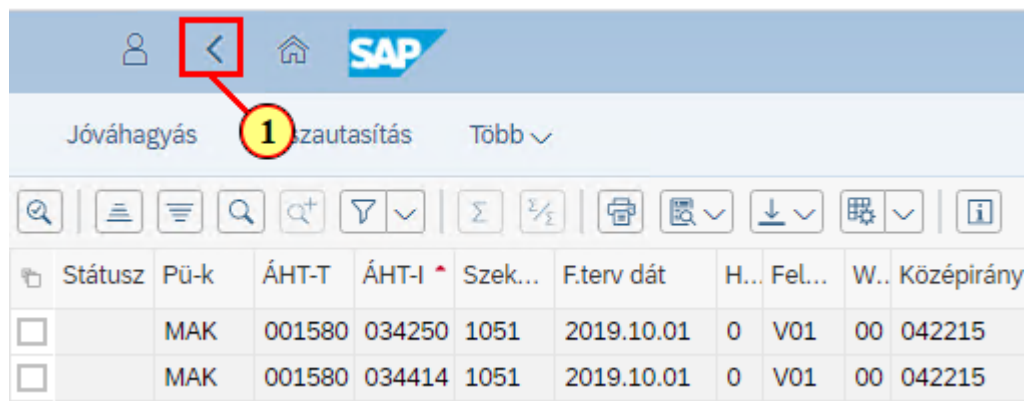 SAP
Jóváhagyás 1 szautasítás Több
Státusz Pü-k ÁHT-T ÁHT-I Szek... F.terv dát H... Fel... W.. Középirány
MAK 001580 034250 1051 2019.10.01 0 V01 00 042215
MAK 001580 034414 1051 2019.10.01 0 V01 00 042215